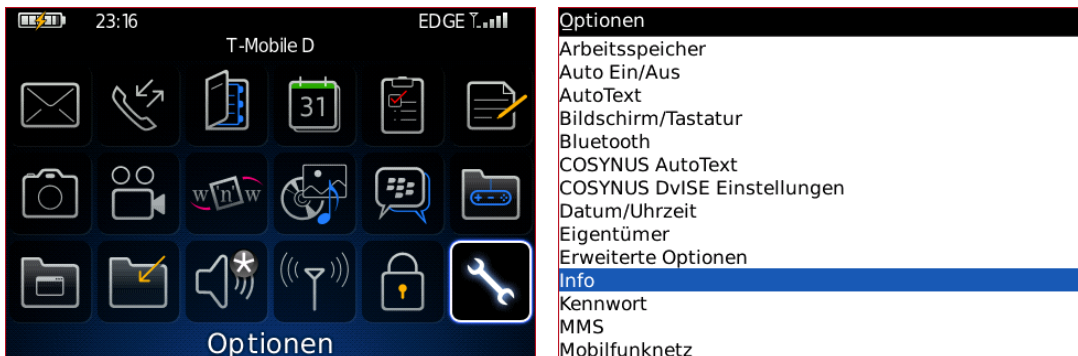 23:16
EDGE
T-Mobile D
31
w'n'w
Optionen
Optionen
Arbeitsspeicher
Auto Ein/Aus
AutoText
Bildschirm/Tastatur
Bluetooth
COSYNUS AutoText
COSYNUS DvISE Einstellungen
Datum/Uhrzeit
Eigentümer
Erweiterte Optionen
Info
Kennwort
MMS
Mobilfunknetz